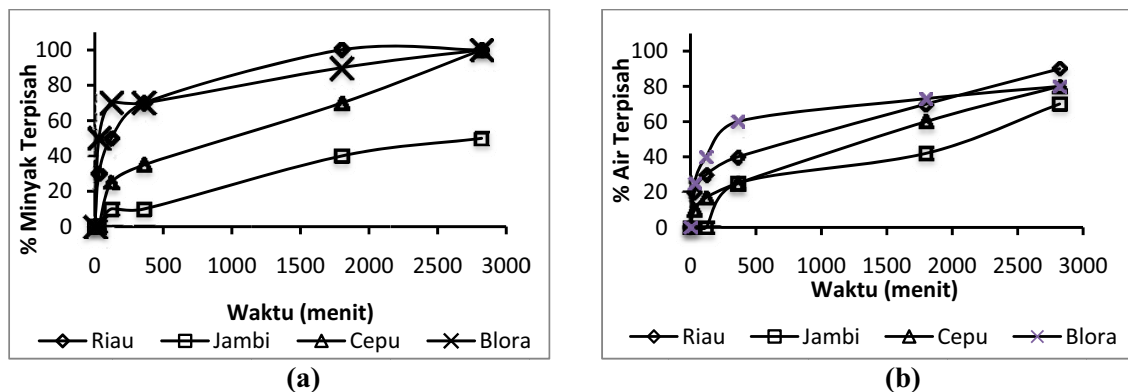 % Minyak Terpisah
100
80
60
40
20
0
0 500 1000 1500 2000 2500 3000
Waktu (menit)
Riau Jambi Cepu Blora
(a)
% Air Terpisah
100
80
60
40
20
0
0 500 1000 1500 2000 2500 3000
Waktu (menit)
Riau Jambi Cepu Blora
(b)